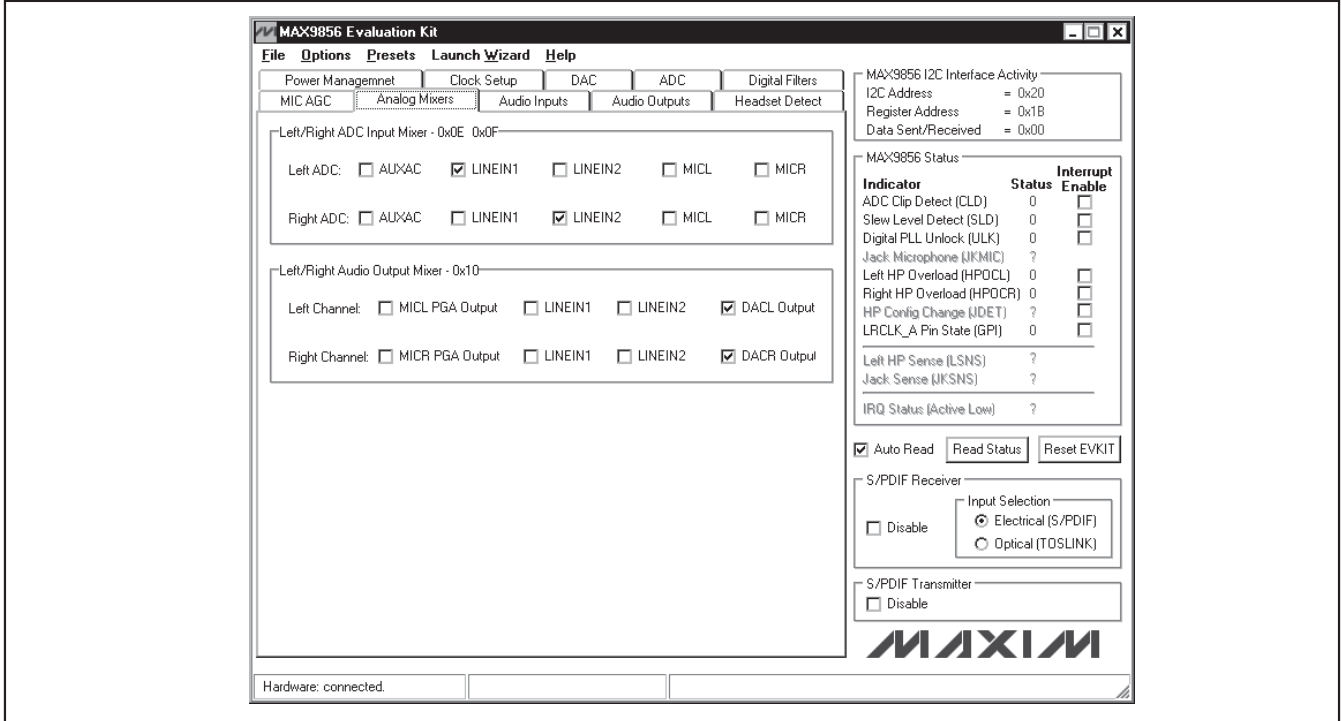 MAX9856 Evaluation Kit
File Options Presets Launch Wizard Help
Power Managemnet Clock Setup DAC ADC Digital Filters
MIC AGC Analog Mixers Audio Inputs Audio Outputs Headset Detect
Left/Right ADC Input Mixer - 0x0E 0x0F
Left ADC: AUXAC LINEIN1 LINEIN2 MICL MICR
Right ADC: AUXAC LINEIN1 LINEIN2 MICL MICR
Left/Right Audio Output Mixer - 0x10
Left Channel: MICL PGA Output LINEIN1 LINEIN2 DACL Output
Right Channel: MICR PGA Output LINEIN1 LINEIN2 DACR Output
MAX9856 I2C Interface Activity
I2C Address = 0x20
Register Address = 0x1B
Data Sent/Received = 0x00
MAX9856 Status
Indicator Status Interrupt Enable
ADC Clip Detect (CLD) 0
Slew Level Detect (SLD) 0
Digital PLL Unlock (ULK) 0
Jack Microphone (JKMIC) ?
Left HP Overload (HPOCL) 0
Right HP Overload (HPOCR) 0
HP Config Change (JDET) ?
LRCLK_A Pin State (GPI) 0
Left HP Sense (LSNS) ?
Jack Sense (JKSNS) ?
IRQ Status (Active Low) ?
Auto Read Read Status Reset EVKIT
S/PDIF Receiver
Input Selection
Disable
Electrical (S/PDIF)
Optical (TOSLINK)
S/PDIF Transmitter
Disable
MAXIM
Hardware: connected.